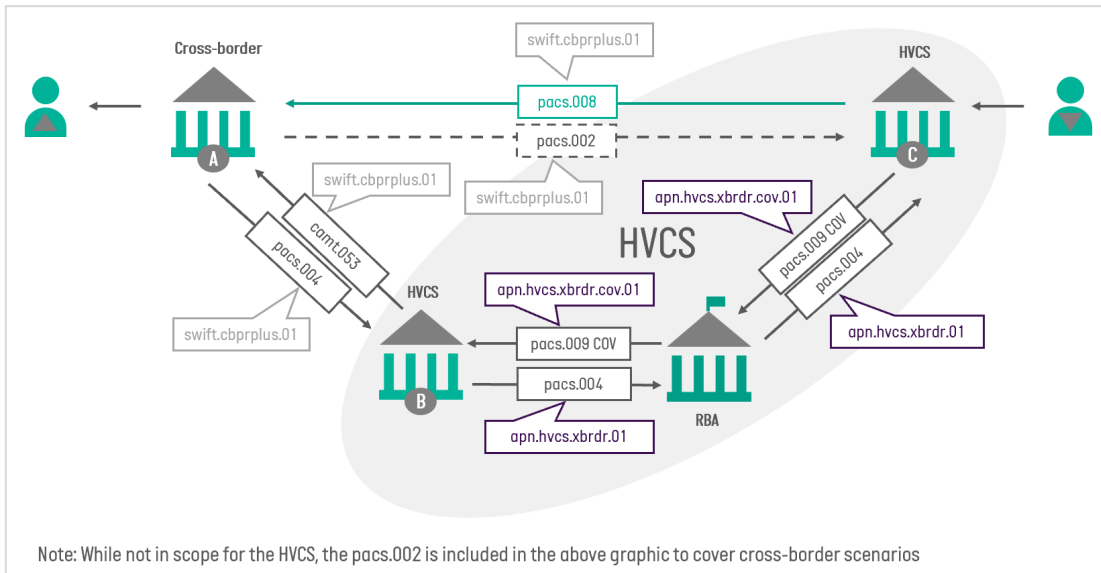 swift.cbprplus.01
Cross-border
HVCS
pacs.008
A
C
pacs.002
swift.cbprplus.01
swift.cbprplus.01
apn.hvcs.xbrdr.cov.01
HVCS
camt.053
pacs.004
pacs.009 COV
pacs.004
HVCS
apn.hvcs.xbrdr.cov.01
swift.cbprplus.01
apn.hvcs.xbrdr.01
pacs.009 COV
pacs.004
B
RBA
apn.hvcs.xbrdr.01
Note: While not in scope for the HVCS, the pacs.002 is included in the above graphic to cover cross-border scenarios